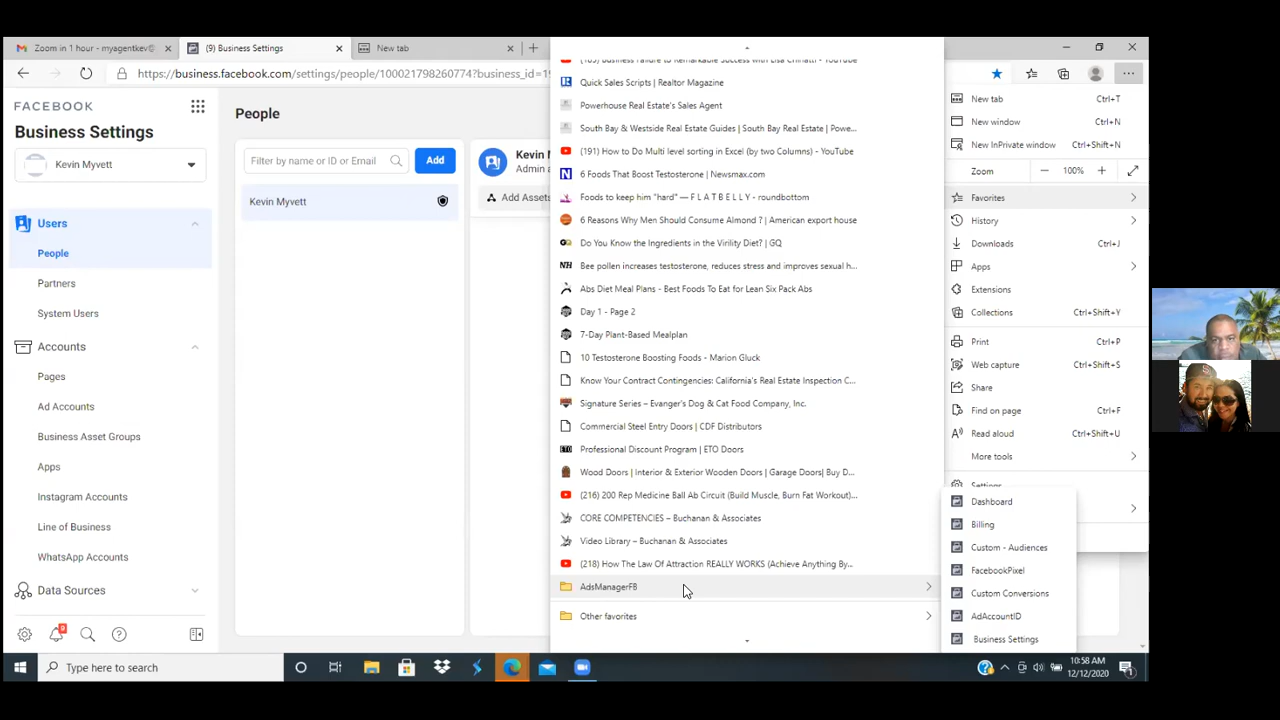 Zoom in 1 hour - myagentkev@
(9) Business Settings
New tab
https://business.facebook.com/settings/people/100021798260774?business_id=1
FACEBOOK
Business Settings
Kevin Myvett
Users
People
Partners
System Users
Accounts
Pages
Ad Accounts
Business Asset Groups
Apps
Instagram Accounts
Line of Business
WhatsApp Accounts
Data Sources
9
People
Filter by name or ID or Email
Add
Kevin Myvett
Kevin
Admin a
Add Assets
Business Failure to Remarkable Success with Lisa Chinatti - YouTube
Quick Sales Scripts | Realtor Magazine
Powerhouse Real Estate's Sales Agent
South Bay & Westside Real Estate Guides | South Bay Real Estate | Powe...
(191) How to Do Multi level sorting in Excel (by two Columns) - YouTube
6 Foods That Boost Testosterone | Newsmax.com
Foods to keep him "hard" — F L A T B E L L Y - roundbottom
6 Reasons Why Men Should Consume Almond ? | American export house
Do You Know the Ingredients in the Virility Diet? | GQ
Bee pollen increases testosterone, reduces stress and improves sexual h...
Abs Diet Meal Plans - Best Foods To Eat for Lean Six Pack Abs
Day 1 - Page 2
7-Day Plant-Based Mealplan
10 Testosterone Boosting Foods - Marion Gluck
Know Your Contract Contingencies: California's Real Estate Inspection C...
Signature Series – Evanger's Dog & Cat Food Company, Inc.
Commercial Steel Entry Doors | CDF Distributors
Professional Discount Program | ETO Doors
Wood Doors | Interior & Exterior Wooden Doors | Garage Doors| Buy D...
(216) 200 Rep Medicine Ball Ab Circuit (Build Muscle, Burn Fat Workout)...
CORE COMPETENCIES – Buchanan & Associates
Video Library – Buchanan & Associates
(218) How The Law Of Attraction REALLY WORKS (Achieve Anything By...
AdsManagerFB
Other favorites
New tab Ctrl+T
New window Ctrl+N
New InPrivate window Ctrl+Shift+N
Zoom 100%
Favorites
History
Downloads Ctrl+J
Apps
Extensions
Collections Ctrl+Shift+Y
Print Ctrl+P
Web capture Ctrl+Shift+S
Share
Find on page Ctrl+F
Read aloud Ctrl+Shift+U
More tools
Settings
Dashboard
Billing
Custom - Audiences
FacebookPixel
Custom Conversions
AdAccountID
Business Settings
Type here to search
10:58 AM
12/12/2020
1